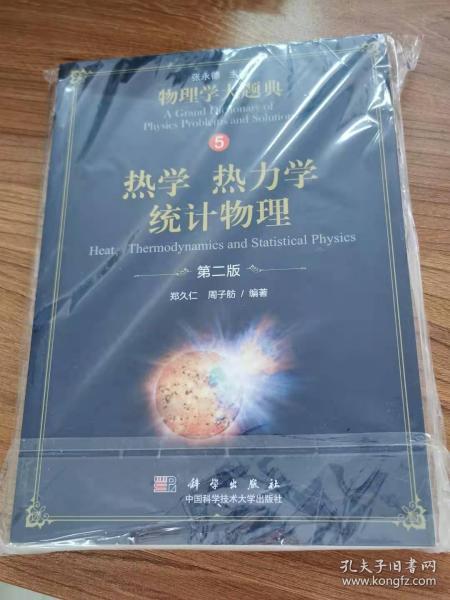 张永德 主
物理学大题典
A Grand Dictionary of
Physics Problems and Solution
5
热学 热力学
统计物理
Heat, Thermodynamics and Statistical Physics
第二版
郑久仁 周子舫 / 编著
科学出版社
中国科学技术大学出版社
孔夫子旧书网
www.kongfz.com